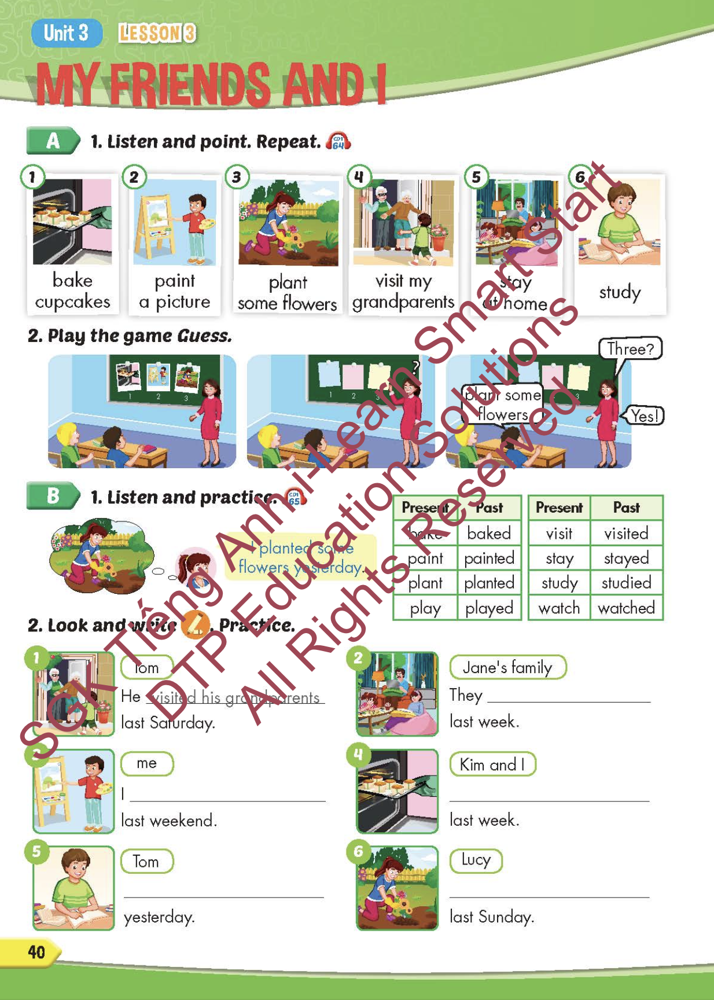 Unit 3 LESSON 3
MY FRIENDS AND I
A 1. Listen and point. Repeat. CD1 64
1 2 3 4 5 6
bake
cupcakes
paint
a picture
plant
some flowers
visit my
grandparents
stay
at home
study
2. Play the game Guess.
1 2 3
1 2 3
?
Three?
plant some
flowers
3
Yes!
B 1. Listen and practice. CD1 65
I planted some
flowers yesterday.
Present Past Present Past
bake baked visit visited
paint painted stay stayed
plant planted study studied
play played watch watched
2. Look and write . Practice.
1 Tom
He visited his grandparents
last Saturday.
2 Jane's family
They
last week.
3 me
I
last weekend.
4 Kim and I
last week.
5 Tom
yesterday.
6 Lucy
last Sunday.
40
SGK Tiếng Anh i-Learn Smart Start
DTP Education Solutions
All Rights Reserved